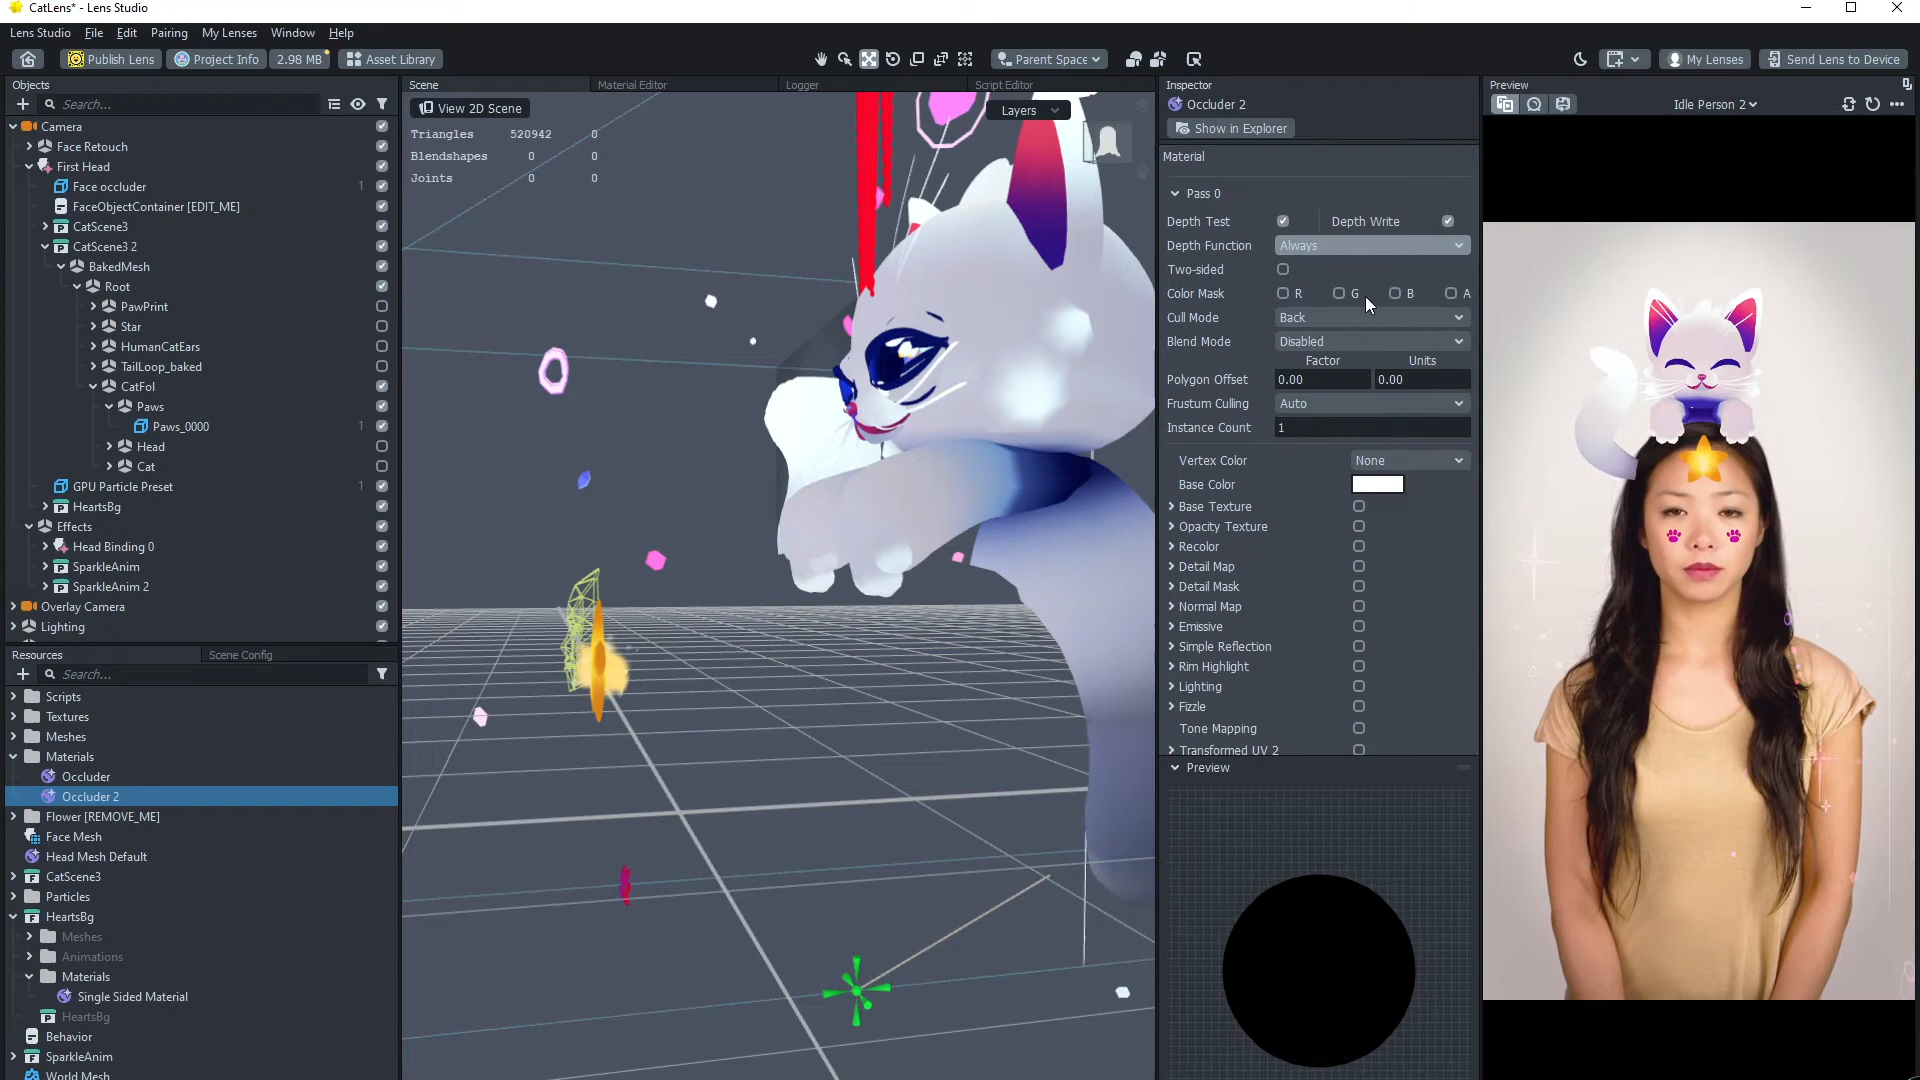 CatLens* - Lens Studio
Lens Studio File Edit Pairing My Lenses Window Help
Publish Lens Project Info 2.98 MB Asset Library Parent Space My Lenses Send Lens to Device
Objects
Search...
Camera
Face Retouch
First Head
Face occluder 1
FaceObjectContainer [EDIT_ME]
CatScene3
CatScene3 2
BakedMesh
Root
PawPrint
Star
HumanCatEars
TailLoop_baked
CatFol
Paws
Paws_0000 1
Head
Cat
GPU Particle Preset 1
HeartsBg
Effects
Head Binding 0
SparkleAnim
SparkleAnim 2
Overlay Camera
Lighting
Resources Scene Config
Search...
Scripts
Textures
Meshes
Materials
Occluder
Occluder 2
Flower [REMOVE_ME]
Face Mesh
Head Mesh Default
CatScene3
Particles
HeartsBg
Meshes
Animations
Materials
Single Sided Material
HeartsBg
Behavior
SparkleAnim
World Mesh
Scene Material Editor Logger Script Editor
View 2D Scene Layers
Triangles 520942 0
Blendshapes 0 0
Joints 0 0
Inspector
Occluder 2
Show in Explorer
Material
Pass 0
Depth Test Depth Write
Depth Function Always
Two-sided
Color Mask R G B A
Cull Mode Back
Blend Mode Disabled
Factor Units
Polygon Offset 0.00 0.00
Frustum Culling Auto
Instance Count 1
Vertex Color None
Base Color
Base Texture
Opacity Texture
Recolor
Detail Map
Detail Mask
Normal Map
Emissive
Simple Reflection
Rim Highlight
Lighting
Fizzle
Tone Mapping
Transformed UV 2
Preview
Preview
Idle Person 2